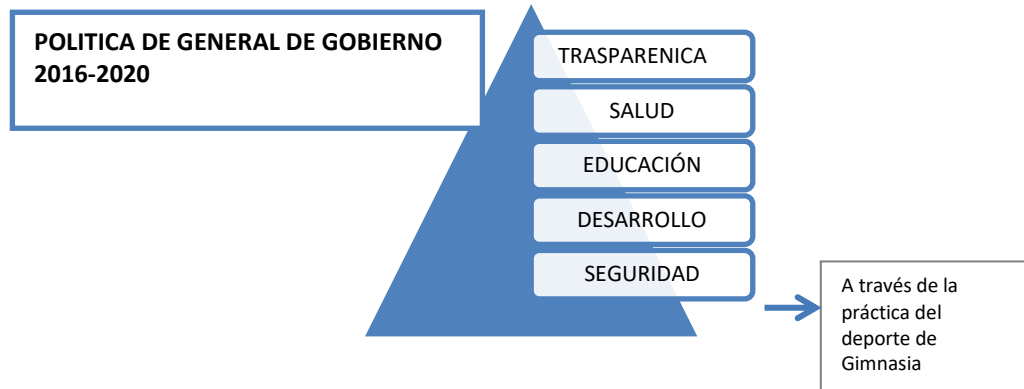 POLITICA DE GENERAL DE GOBIERNO
2016-2020
TRASPARENICA
SALUD
EDUCACIÓN
DESARROLLO
SEGURIDAD
A través de la
práctica del
deporte de
Gimnasia